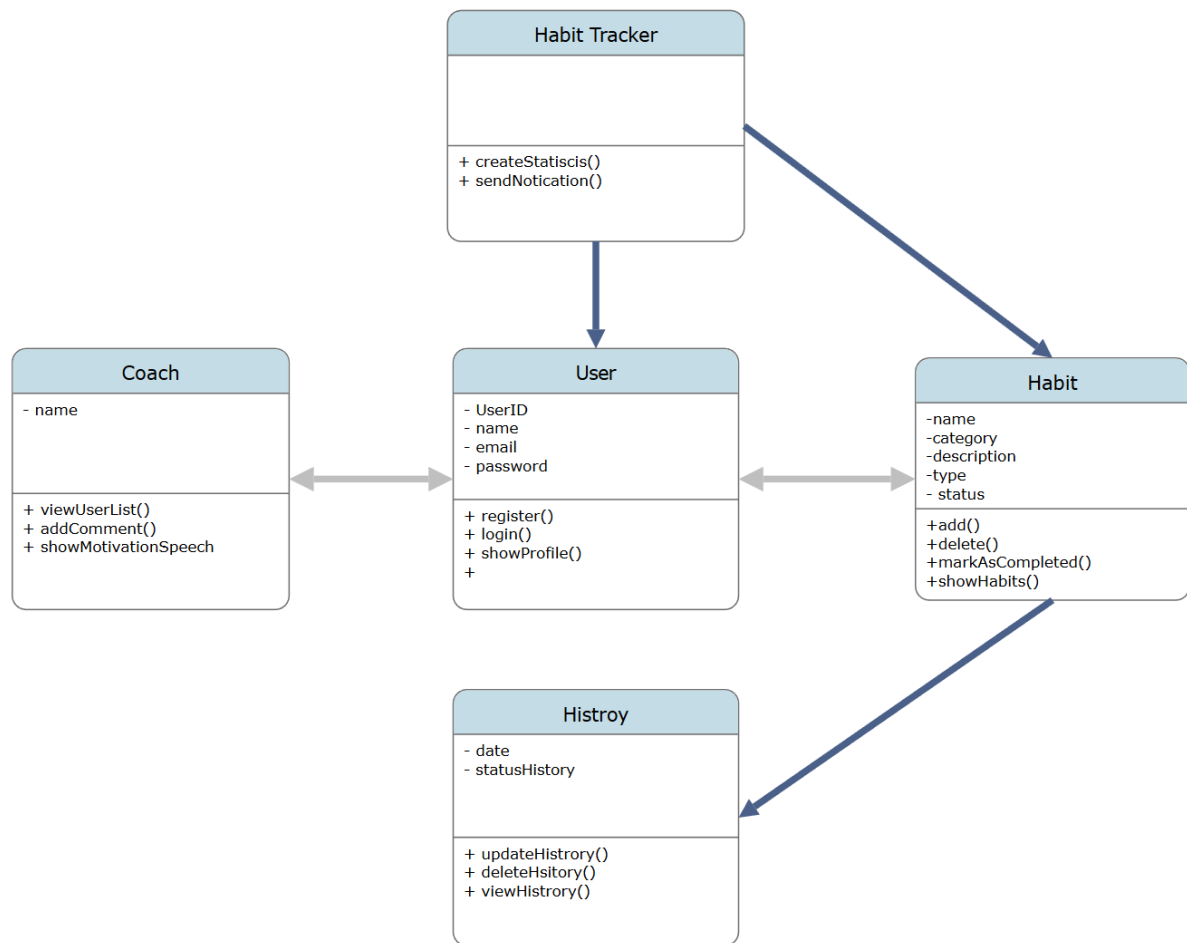 Habit Tracker
+ createStatiscis()
+ sendNotication()
Coach
- name
+ viewUserList()
+ addComment()
+ showMotivationSpeech
User
- UserID
- name
- email
- password
+ register()
+ login()
+ showProfile()
+
Habit
-name
-category
-description
-type
- status
+add()
+delete()
+markAsCompleted()
+showHabits()
Histroy
- date
- statusHistory
+ updateHistrory()
+ deleteHsitory()
+ viewHistrory()